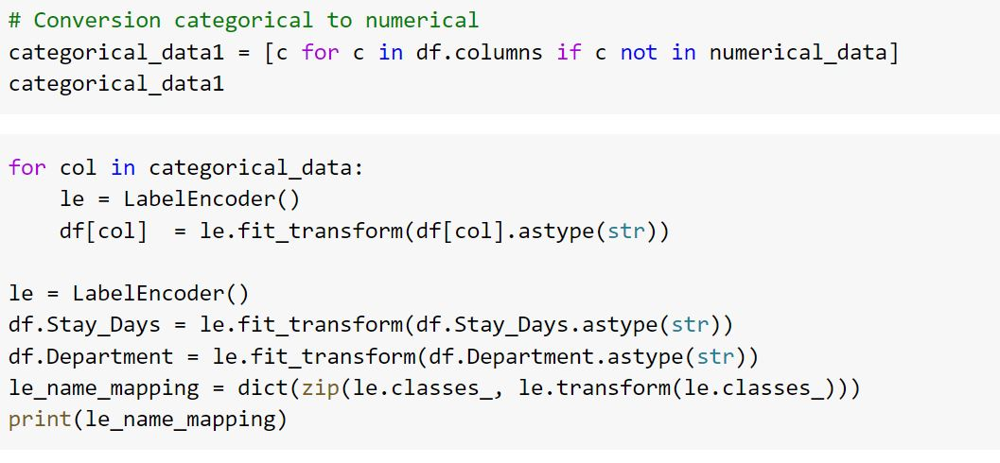 # Conversion categorical to numerical
categorical_data1 = [c for c in df.columns if c not in numerical_data]
categorical_data1
for col in categorical_data:
    le = LabelEncoder()
    df[col]  = le.fit_transform(df[col].astype(str))
le = LabelEncoder()
df.Stay_Days = le.fit_transform(df.Stay_Days.astype(str))
df.Department = le.fit_transform(df.Department.astype(str))
le_name_mapping = dict(zip(le.classes_, le.transform(le.classes_)))
print(le_name_mapping)